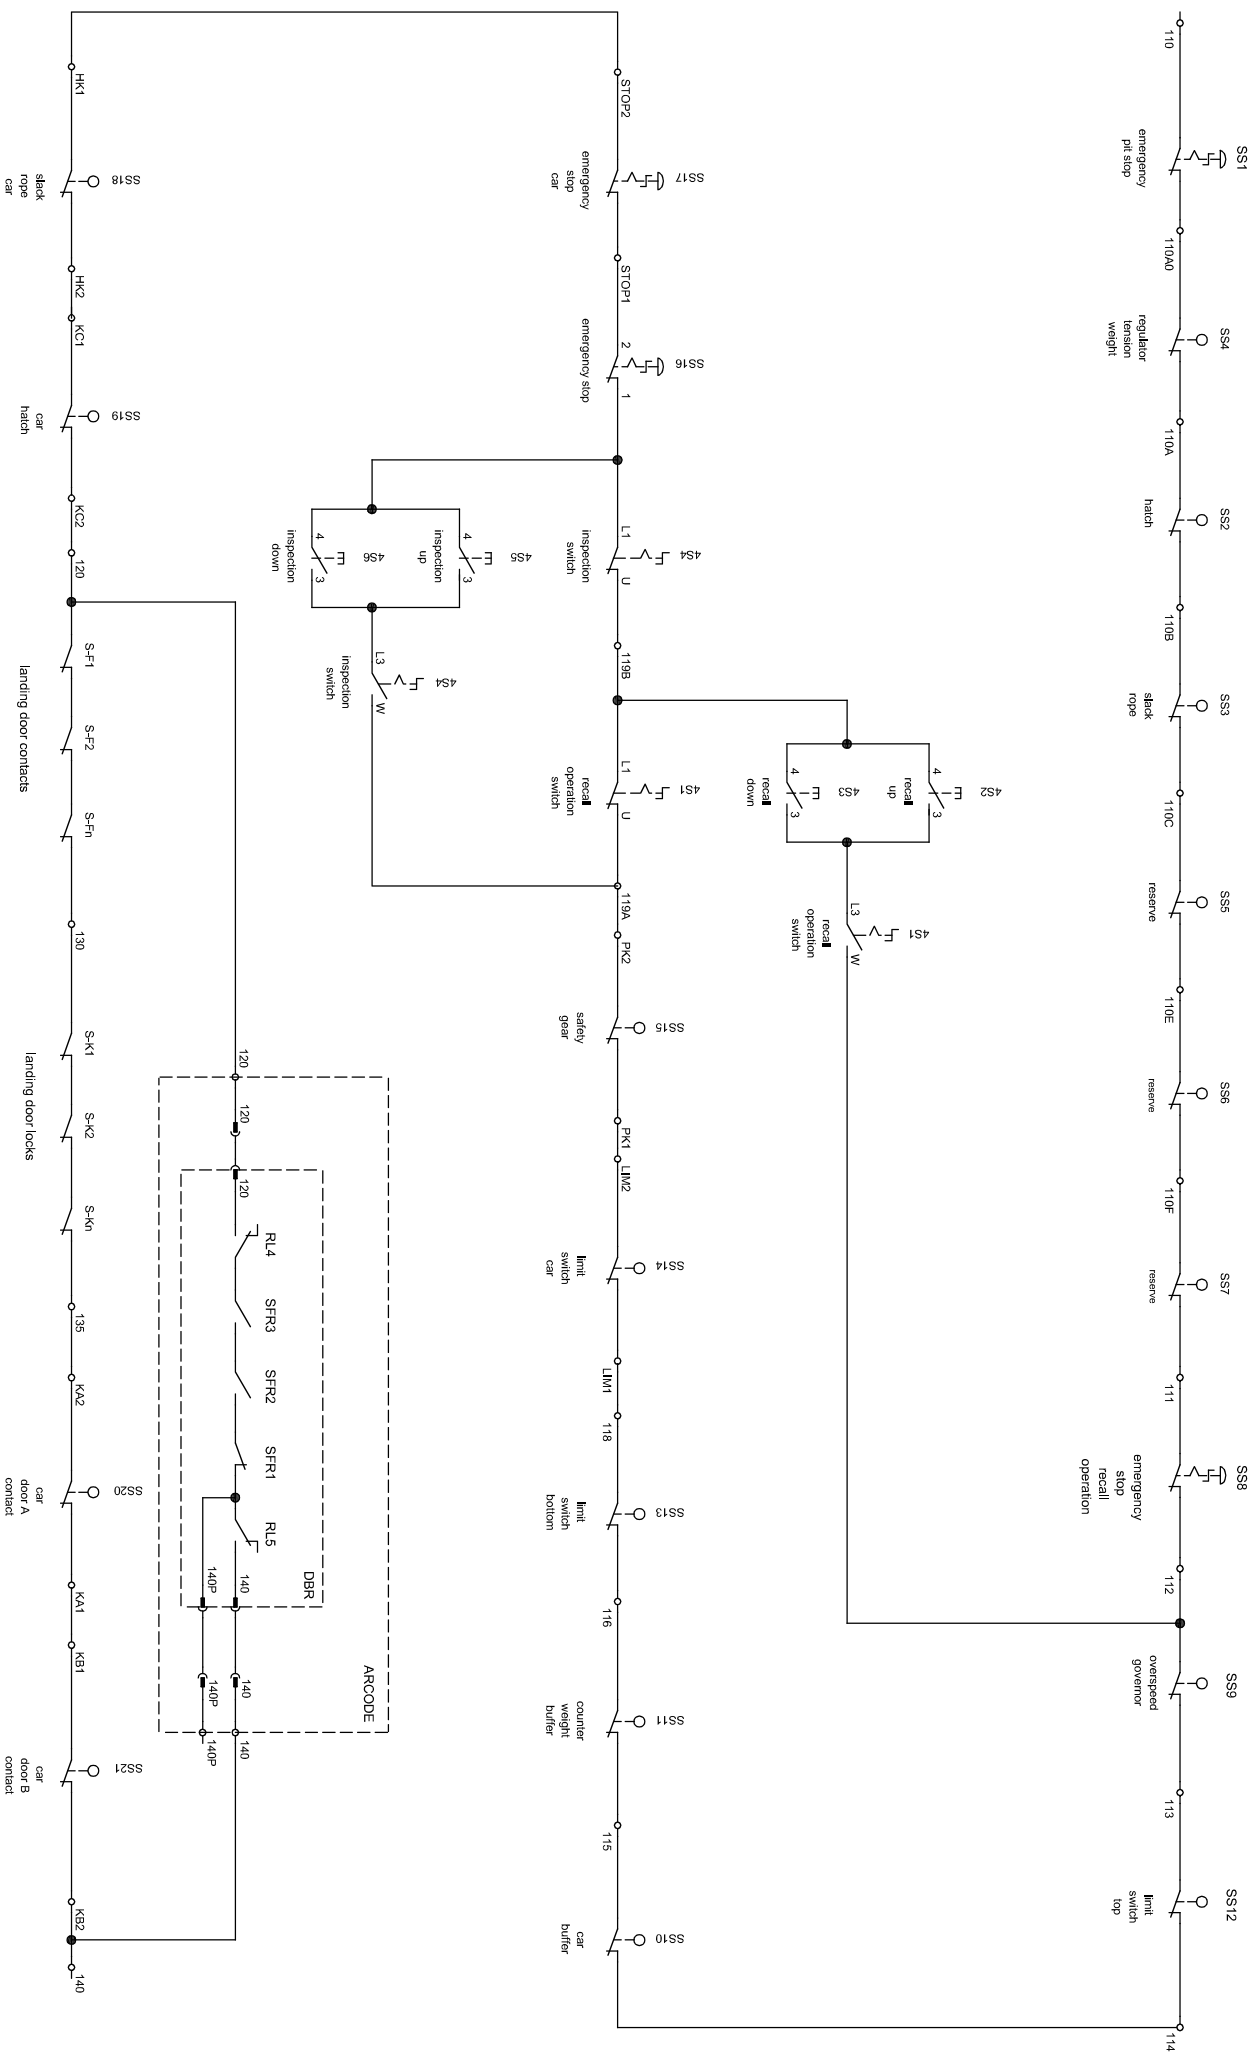 110
SS1
emergency
pit stop
110A0
SS4
regulator
tension
weight
110A
SS2
hatch
110B
SS3
slack
rope
110C
SS5
reserve
110E
SS6
reserve
110F
SS7
reserve
111
SS8
emergency
stop
recall
operation
112
SS9
overspeed
governor
113
SS12
limit
switch
top
114
4S2
4
3
recall
up
4S3
4
3
recall
down
4S1
L3
W
recall
operation
switch
STOP2
SS17
emergency
stop
car
STOP1
SS16
2
1
emergency stop
4S4
L1
U
inspection
switch
119B
4S1
L1
U
recall
operation
switch
119A
PK2
SS15
safety
gear
PK1
LIM2
SS14
limit
switch
car
LIM1
118
SS13
limit
switch
bottom
116
SS11
counter
weight
buffer
115
SS10
car
buffer
4S5
4
3
inspection
up
4S6
4
3
inspection
down
4S4
L3
W
inspection
switch
ARCODE
DBR
120
120
120
RL4
SFR3
SFR2
SFR1
RL5
140
140
140
140P
140P
140P
HK1
SS18
slack
rope
car
HK2
KC1
SS19
car
hatch
KC2
120
S-F1
S-F2
S-Fn
landing door contacts
130
S-K1
S-K2
S-Kn
landing door locks
135
KA2
SS20
car
door A
contact
KA1
KB1
SS21
car
door B
contact
KB2
140